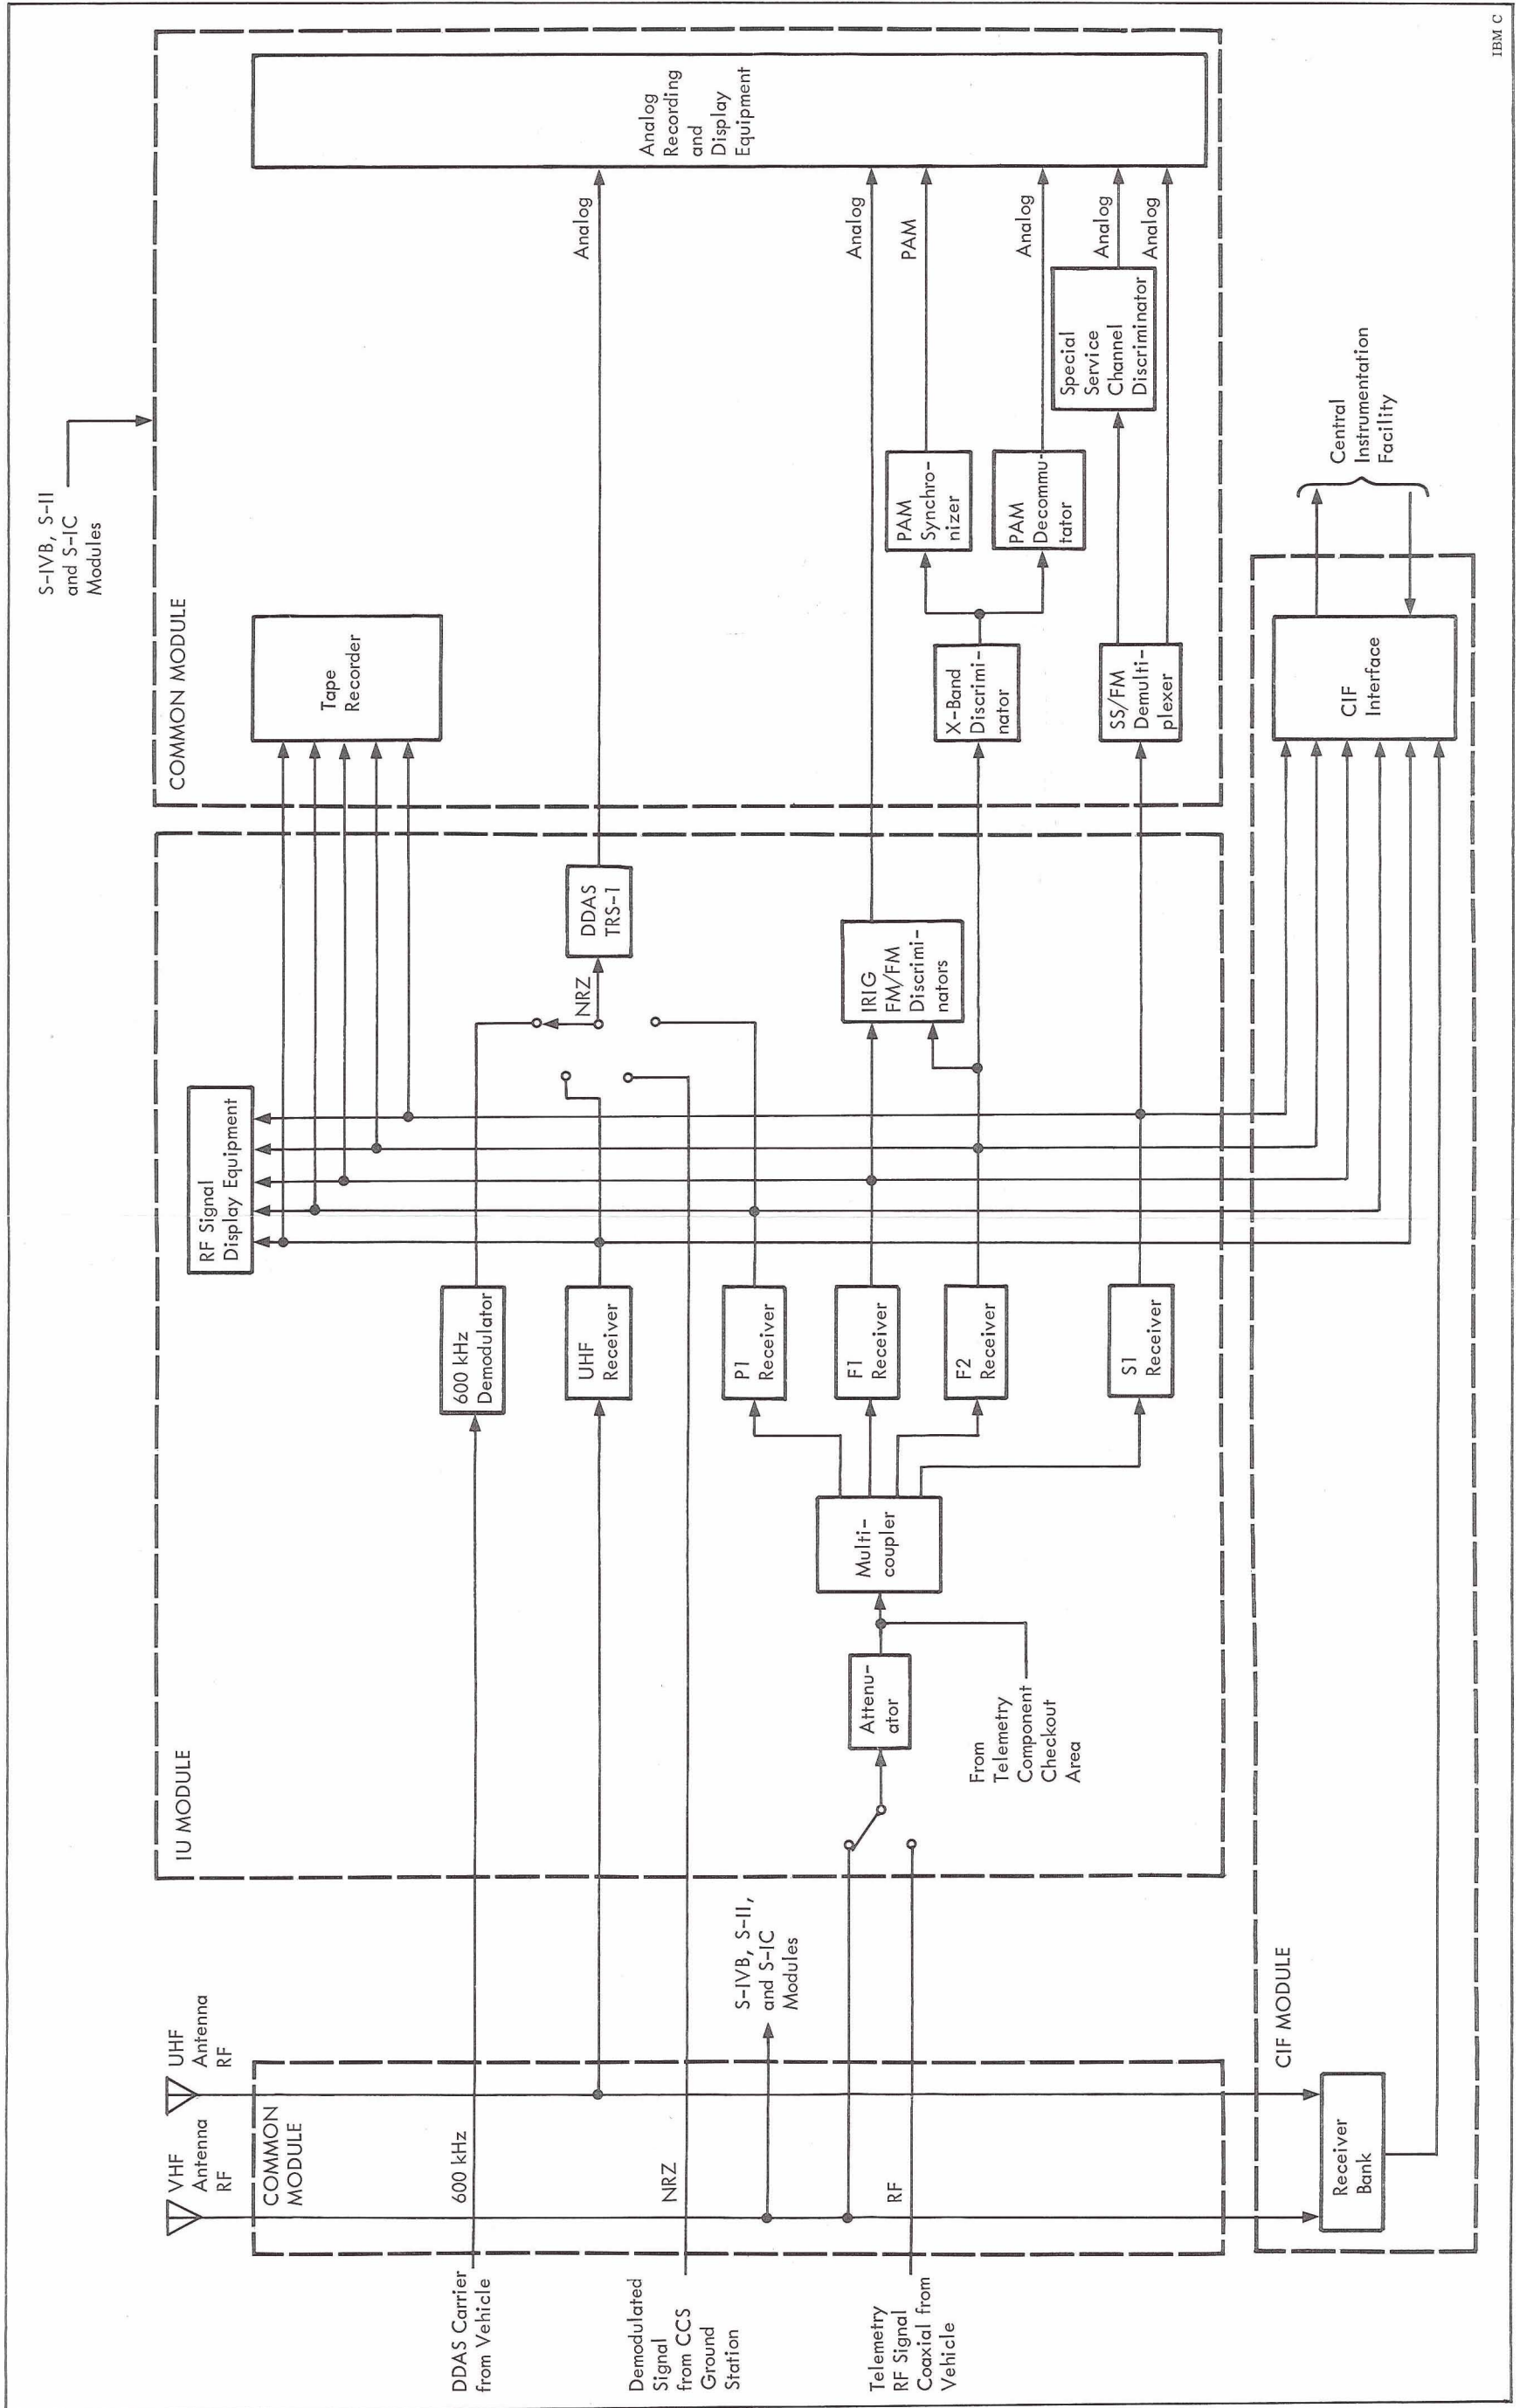 S-IVB, S-II
and S-IC
Modules
COMMON MODULE
Tape
Recorder
Analog
Recording
and
Display
Equipment
Analog
Analog
PAM
Analog
Analog
Analog
PAM
Synchro-
nizer
PAM
Decommu-
tator
Special
Service
Channel
Discriminator
X-Band
Discrimi-
nator
SS/FM
Demulti-
plexer
Central
Instrumentation
Facility
CIF
Interface
IU MODULE
RF Signal
Display Equipment
DDAS
TRS-1
NRZ
IRIG
FM/FM
Discrimi-
nators
600 kHz
Demodulator
UHF
Receiver
P1
Receiver
F1
Receiver
F2
Receiver
S1
Receiver
Multi-
coupler
Attenu-
ator
From
Telemetry
Component
Checkout
Area
VHF
Antenna
RF
UHF
Antenna
RF
COMMON
MODULE
600 kHz
NRZ
RF
S-IVB, S-II,
and S-IC
Modules
DDAS Carrier
from Vehicle
Demodulated
Signal
from CCS
Ground
Station
Telemetry
RF Signal
Coaxial from
Vehicle
CIF MODULE
Receiver
Bank
IBM C